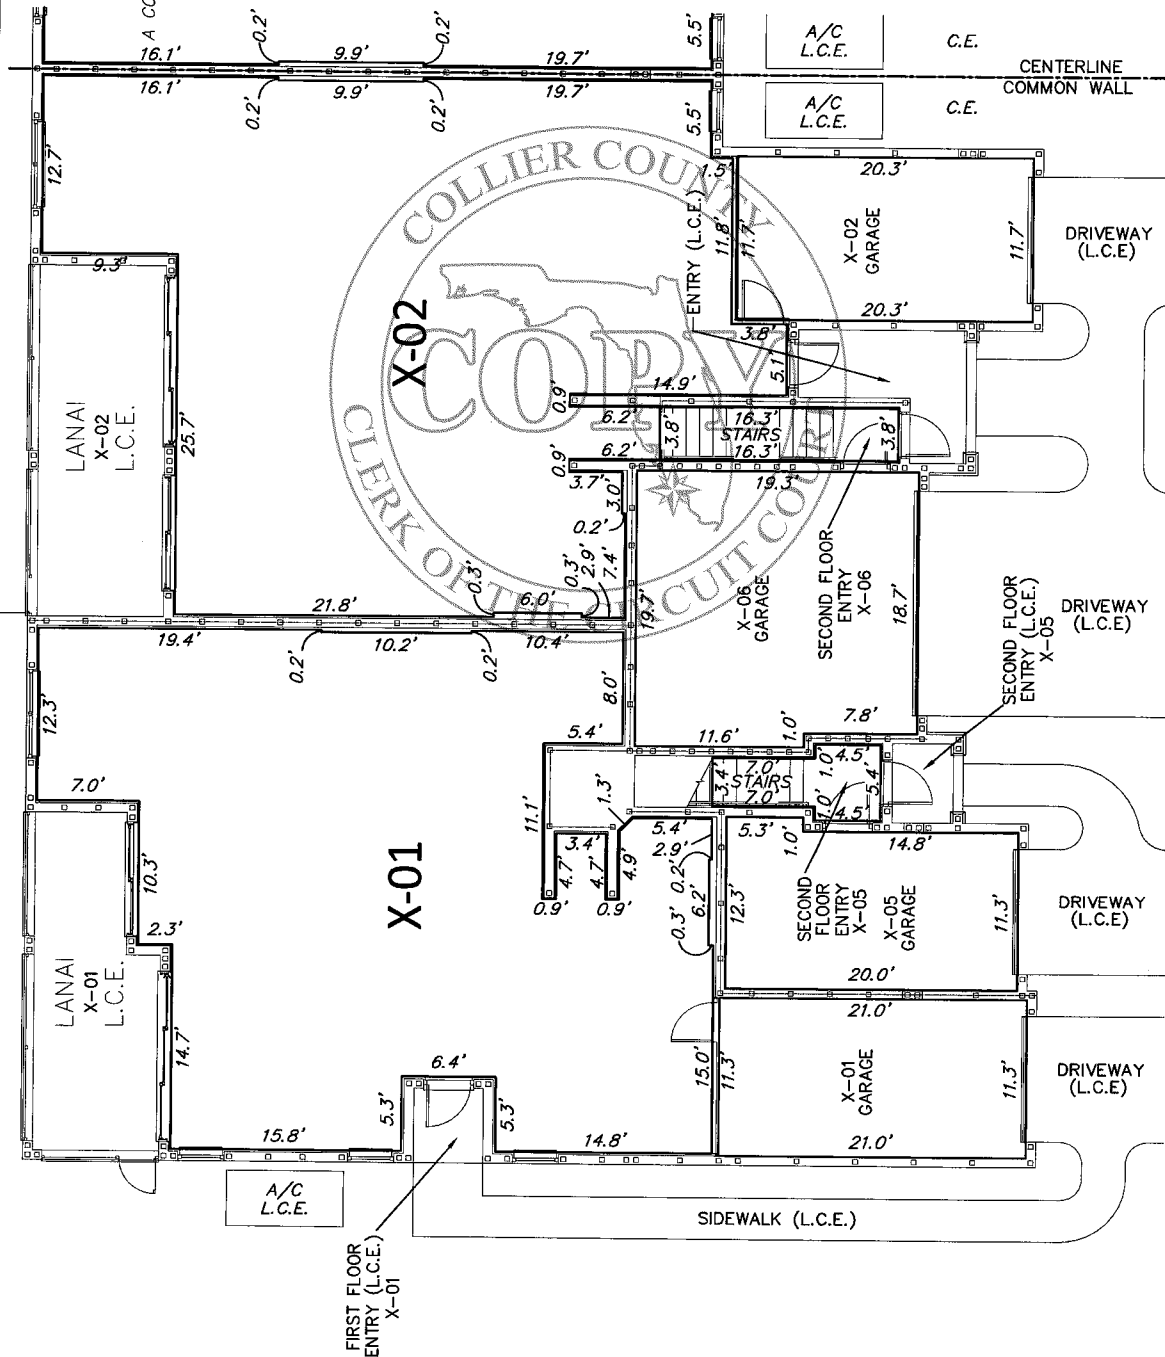 A CO
0.2'
0.2'
16.1'
9.9'
19.7'
5.5'
A/C
L.C.E.
C.E.
CENTERLINE
COMMON WALL
16.1'
9.9'
19.7'
0.2'
0.2'
5.5'
A/C
L.C.E.
C.E.
12.7'
1.5'
20.3'
COLLIER COUNTY
ENTRY (L.C.E.)
11.8'
11.7'
X-02
GARAGE
11.7'
DRIVEWAY
(L.C.E)
9.3'
20.3'
3.8'
5.1'
X-02
COPY
LANAI
X-02
L.C.E.
25.7'
14.9'
0.9'
6.2'
3.8'
16.3'
STAIRS
16.3'
3.8'
6.2'
0.9'
3.7'
3.0'
19.3'
0.2'
CLERK OF THE CIRCUIT COURT
0.3'
6.0'
0.3'
2.9'
7.4'
19.7'
X-06
GARAGE
SECOND FLOOR
ENTRY
X-06
18.7'
DRIVEWAY
(L.C.E)
SECOND FLOOR
ENTRY (L.C.E.)
X-05
21.8'
19.4'
10.2'
10.4'
0.2'
0.2'
12.3'
8.0'
5.4'
11.6'
1.0'
7.8'
7.0'
11.1'
1.3'
3.4'
7.0'
STAIRS
7.0'
1.0'
4.5'
5.4'
1.0'
4.5'
X-01
10.3'
3.4'
4.7'
4.7'
4.9'
0.9'
0.9'
5.4'
2.9'
0.2'
6.2'
0.3'
5.3'
1.0'
14.8'
12.3'
SECOND
FLOOR
ENTRY
X-05
X-05
GARAGE
11.3'
DRIVEWAY
(L.C.E)
20.0'
2.3'
LANAI
X-01
L.C.E.
14.7'
21.0'
6.4'
5.3'
5.3'
15.0'
11.3'
X-01
GARAGE
11.3'
DRIVEWAY
(L.C.E)
15.8'
14.8'
21.0'
A/C
L.C.E.
SIDEWALK (L.C.E.)
FIRST FLOOR
ENTRY (L.C.E.)
X-01